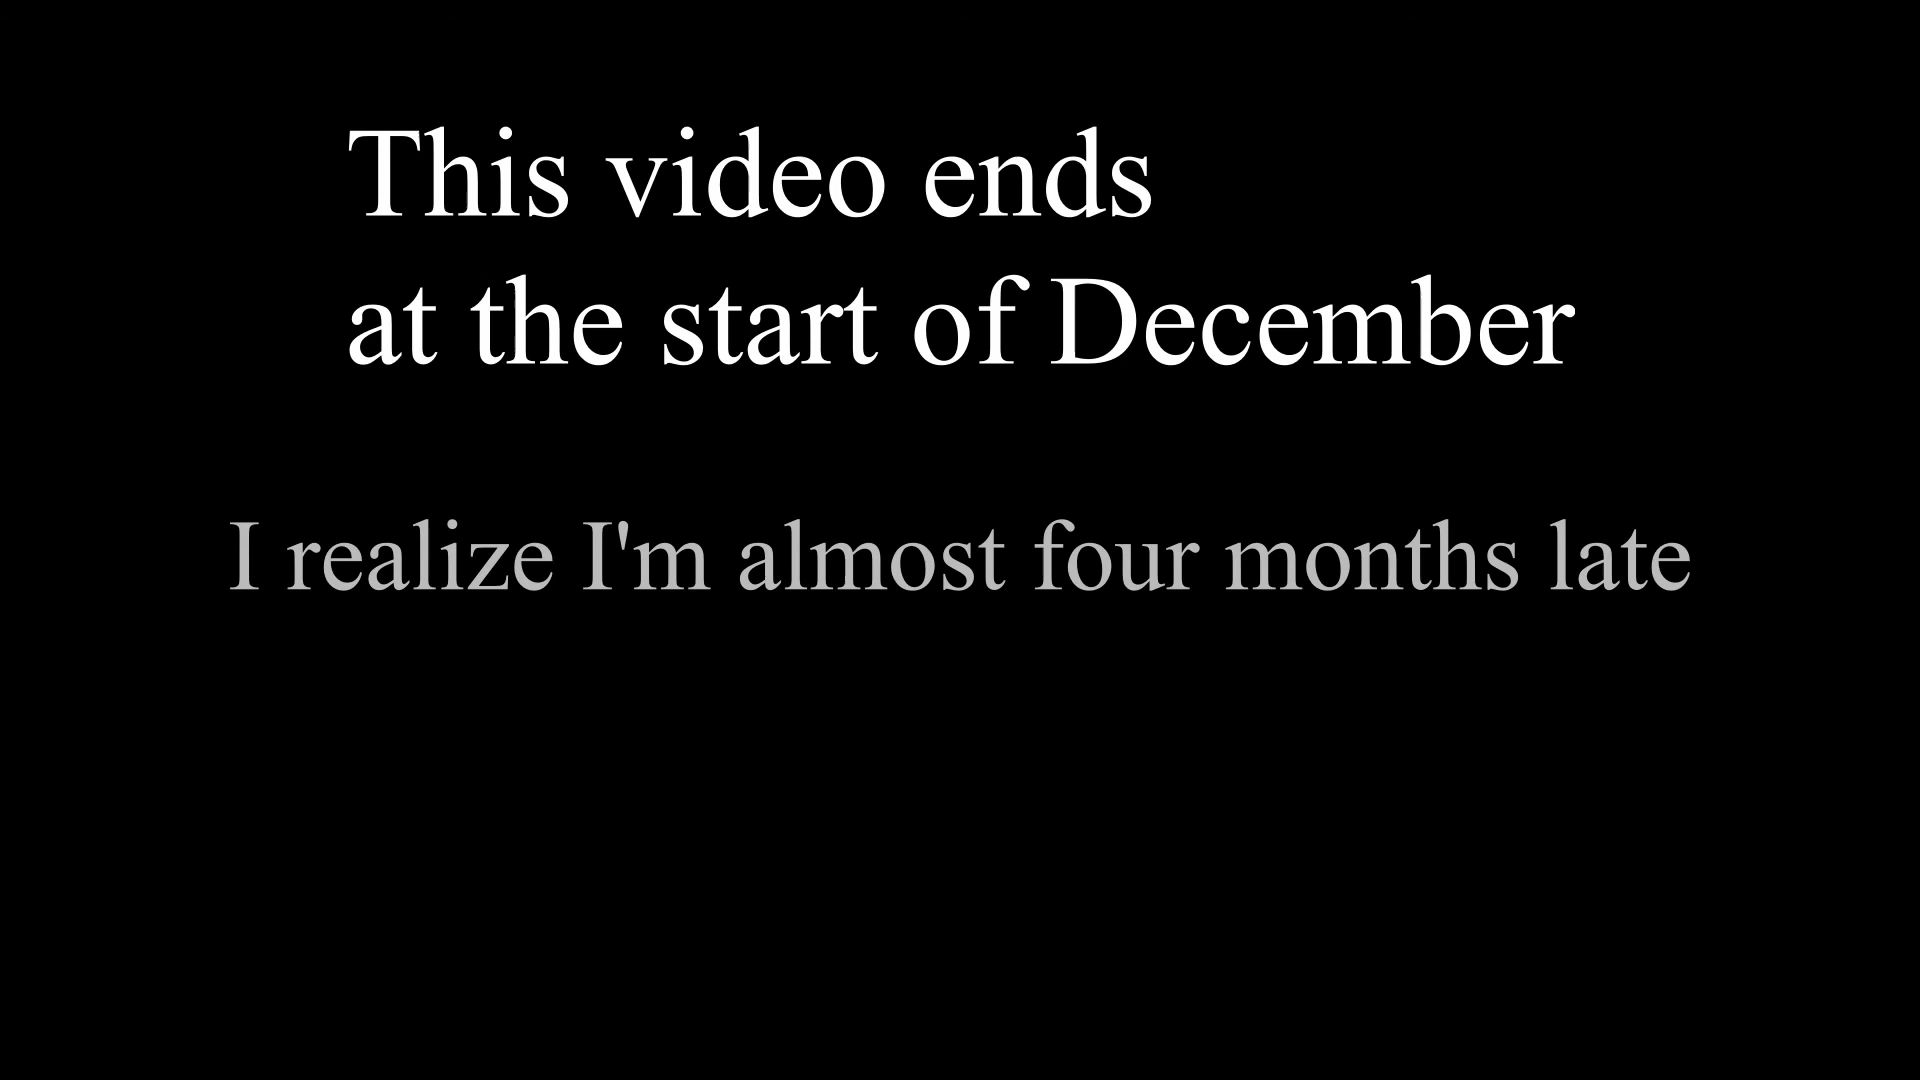 This video ends
at the start of December
I realize I'm almost four months late